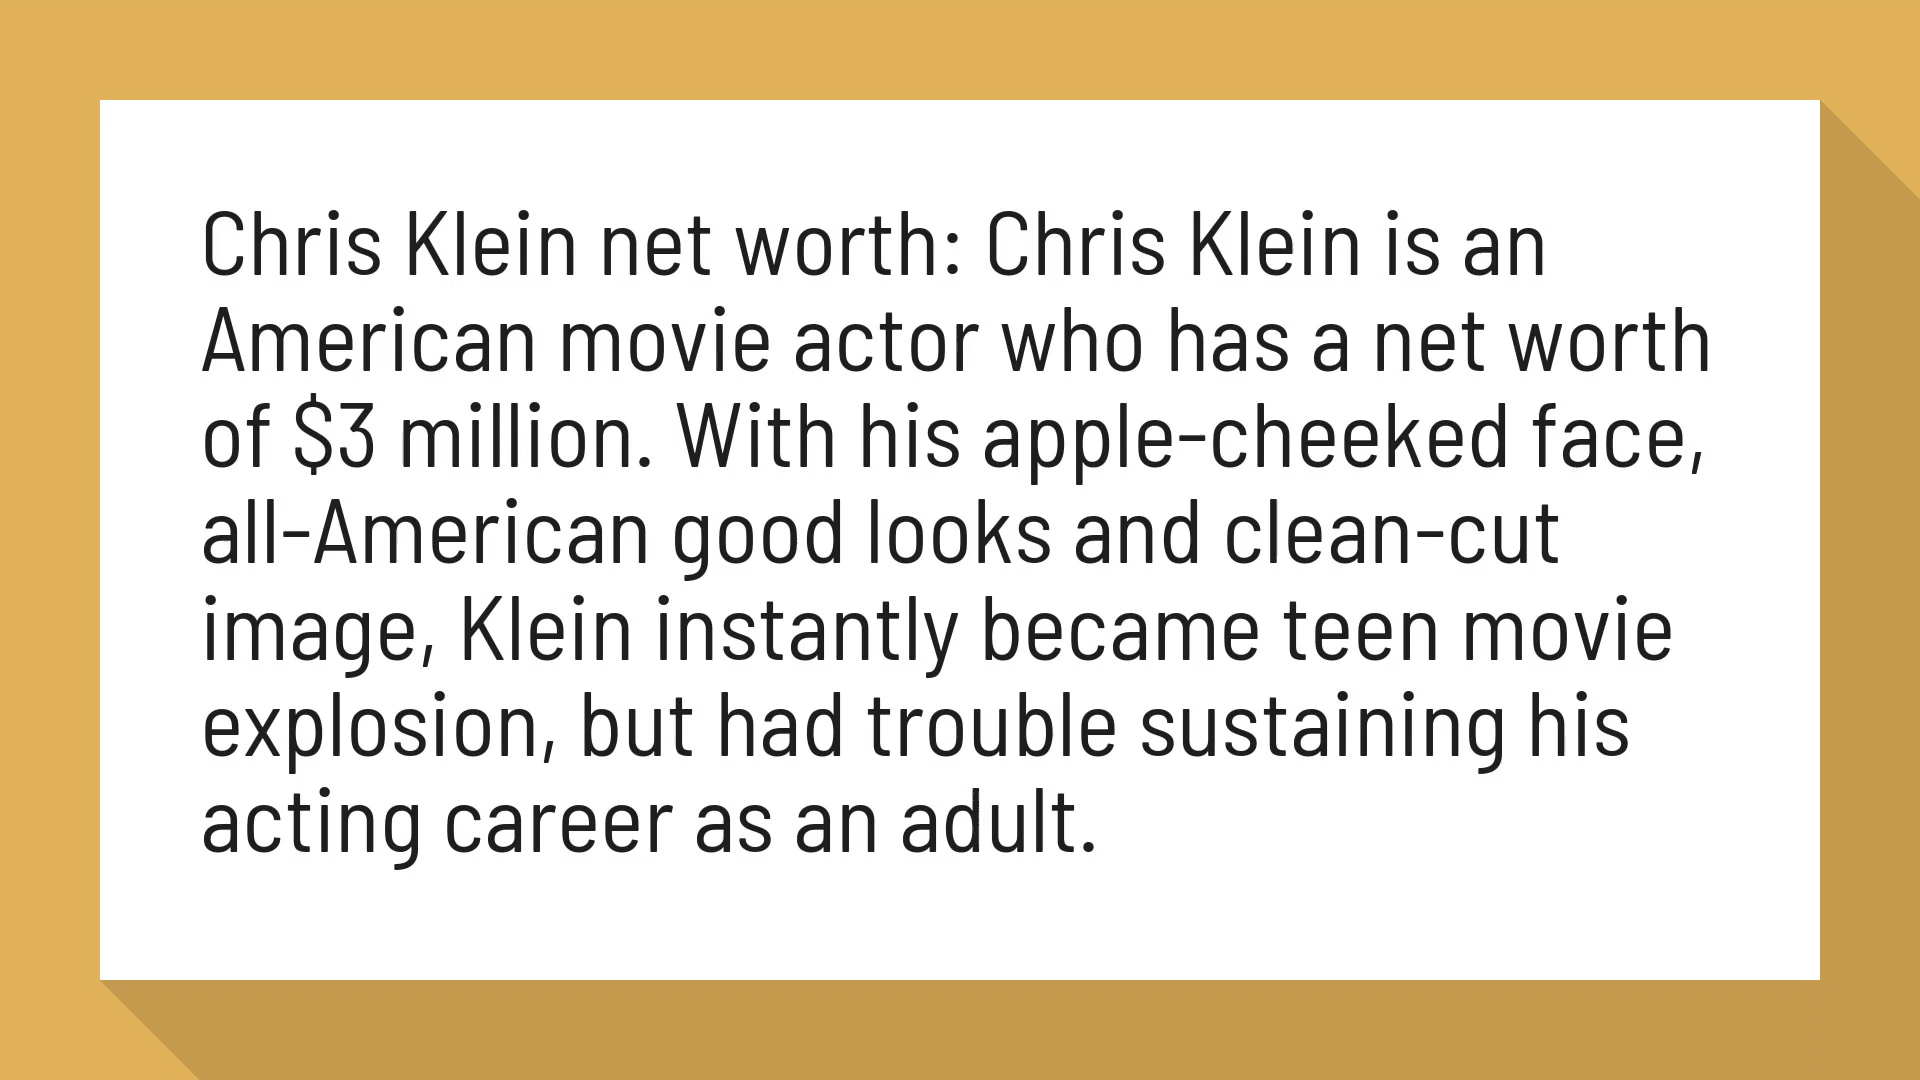 Chris Klein net worth: Chris Klein is an
American movie actor who has a net worth
of $3 million. With his apple-cheeked face,
all-American good looks and clean-cut
image, Klein instantly became teen movie
explosion, but had trouble sustaining his
acting career as an adult.